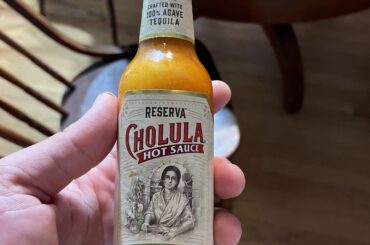 CRAFTED WITH
100% AGAVE
TEQUILA
RESERVA
CHOLULA
HOT SAUCE